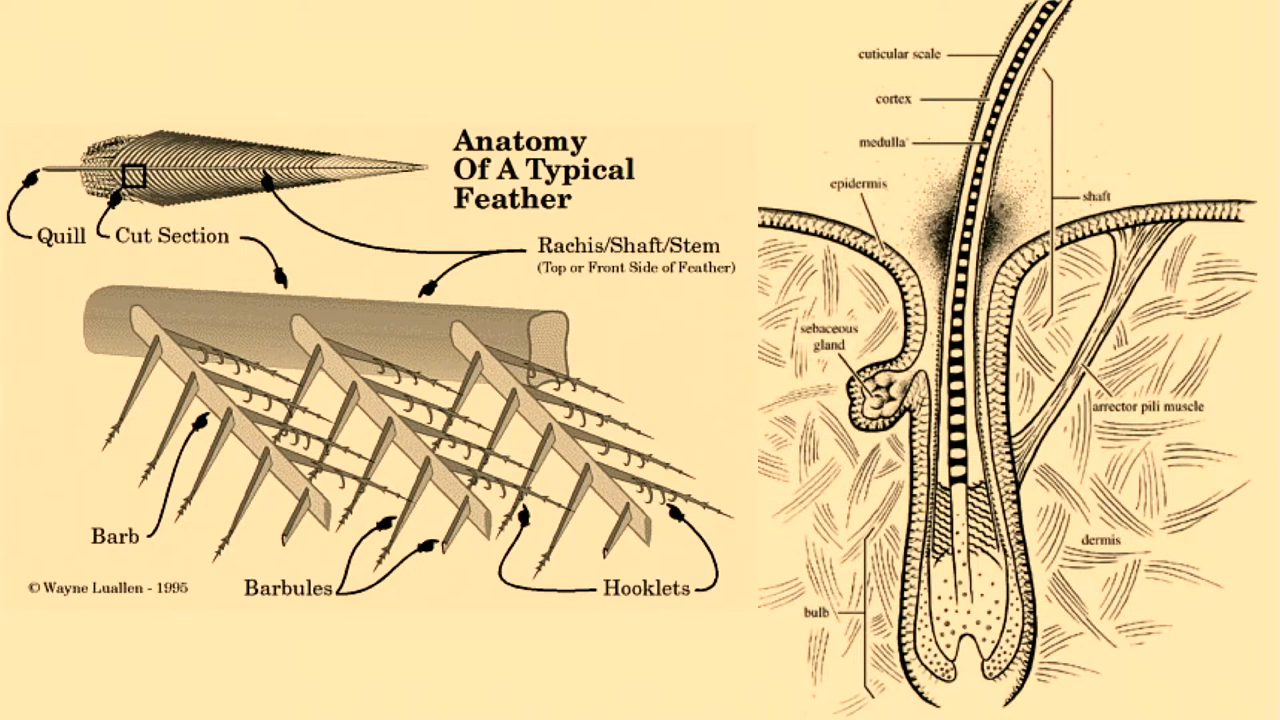 Anatomy
Of A Typical
Feather
Quill
Cut Section
Rachis/Shaft/Stem
(Top or Front Side of Feather)
Barb
Barbules
Hooklets
© Wayne Luallen - 1995
cuticular scale
cortex
medulla
epidermis
shaft
sebaceous
gland
arrector pili muscle
dermis
bulb